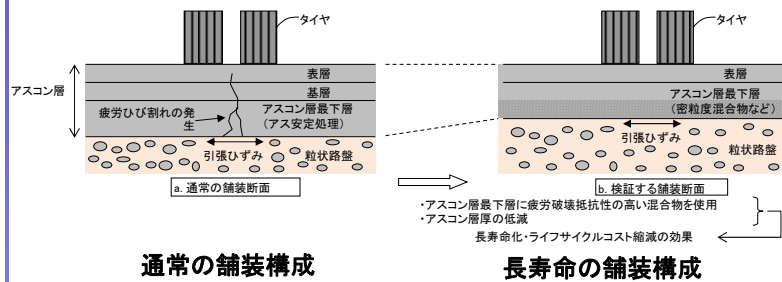 タイヤ
アスコン層
表層
基層
疲労ひび割れの発
生
アスコン層最下層
(アス安定処理)
引張ひずみ
粒状路盤
a. 通常の舗装断面
通常の舗装構成
タイヤ
表層
アスコン層最下層
(密粒度混合物など)
引張ひずみ
粒状路盤
b. 検証する舗装断面
・アスコン層最下層に疲労破壊抵抗性の高い混合物を使用
・アスコン層厚の低減
長寿命化・ライフサイクルコスト縮減の効果
長寿命の舗装構成